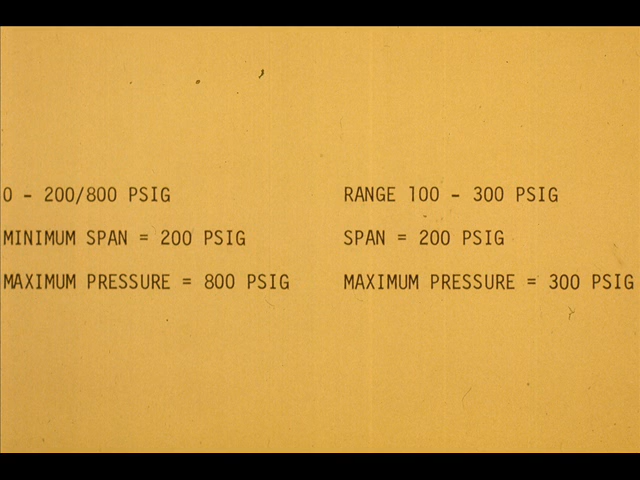 0 - 200/800 PSIG
MINIMUM SPAN = 200 PSIG
MAXIMUM PRESSURE = 800 PSIG
RANGE 100 - 300 PSIG
SPAN = 200 PSIG
MAXIMUM PRESSURE = 300 PSIG